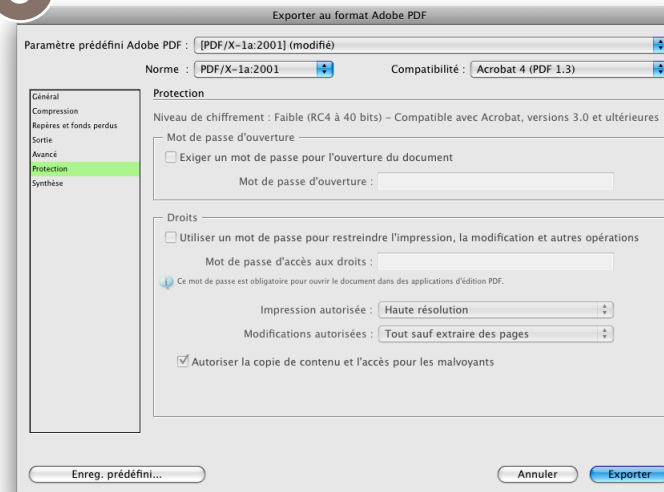 Exporter au format Adobe PDF
Paramètre prédéfini Adobe PDF : [PDF/X-1a:2001] (modifié)
Norme : PDF/X-1a:2001 Compatibilité : Acrobat 4 (PDF 1.3)
Général
Compression
Repères et fonds perdus
Sortie
Avancé
Protection
Synthèse
Protection
Niveau de chiffrement : Faible (RC4 à 40 bits) – Compatible avec Acrobat, versions 3.0 et ultérieures
Mot de passe d'ouverture
Exiger un mot de passe pour l'ouverture du document
Mot de passe d'ouverture :
Droits
Utiliser un mot de passe pour restreindre l'impression, la modification et autres opérations
Mot de passe d'accès aux droits :
Ce mot de passe est obligatoire pour ouvrir le document dans des applications d'édition PDF.
Impression autorisée : Haute résolution
Modifications autorisées : Tout sauf extraire des pages
Autoriser la copie de contenu et l'accès pour les malvoyants
Enreg. prédéfini... Annuler Exporter